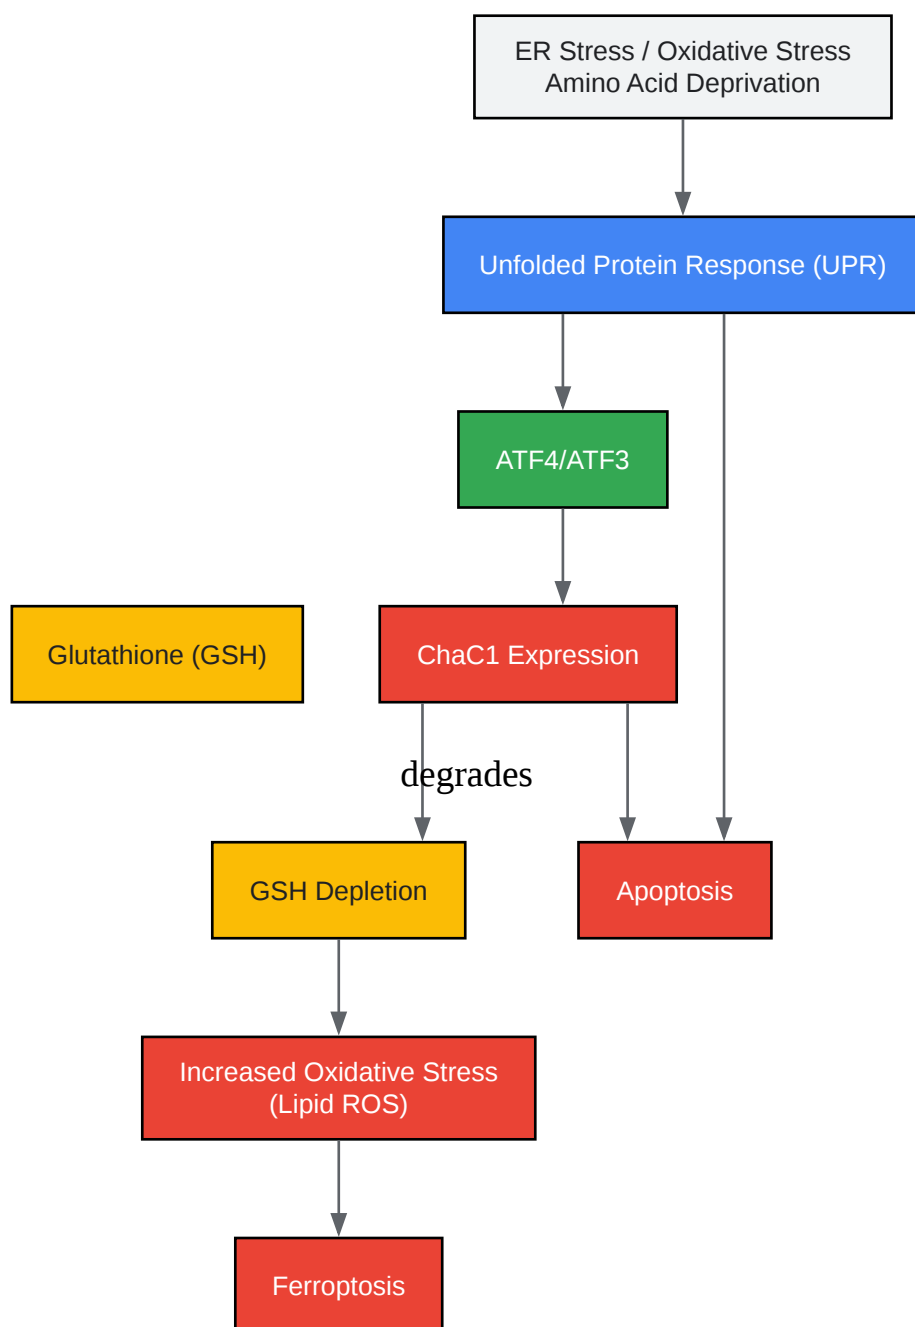 ER Stress / Oxidative Stress
Amino Acid Deprivation
Unfolded Protein Response (UPR)
ATF4/ATF3
Glutathione (GSH)
ChaC1 Expression
degrades
GSH Depletion
Apoptosis
Increased Oxidative Stress
(Lipid ROS)
Ferroptosis